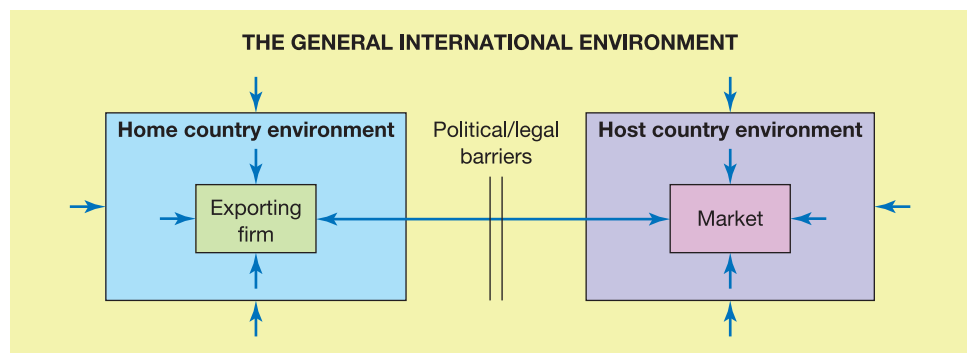 THE GENERAL INTERNATIONAL ENVIRONMENT
Home country environment
Political/legal
barriers
Host country environment
Exporting
firm
Market